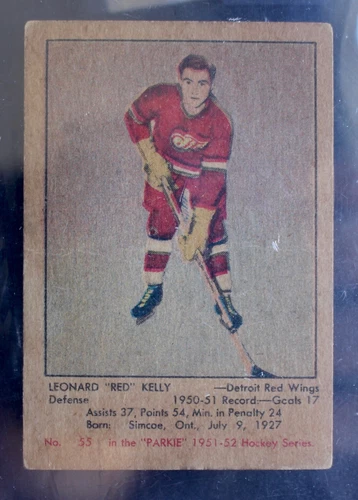 LEONARD "RED" KELLY —Detroit Red Wings
Defense 1950-51 Record:—Goals 17
Assists 37, Points 54, Min. in Penalty 24
Born: Simcoe, Ont., July 9, 1927
No. 55 in the "PARKIE" 1951-52 Hockey Series.